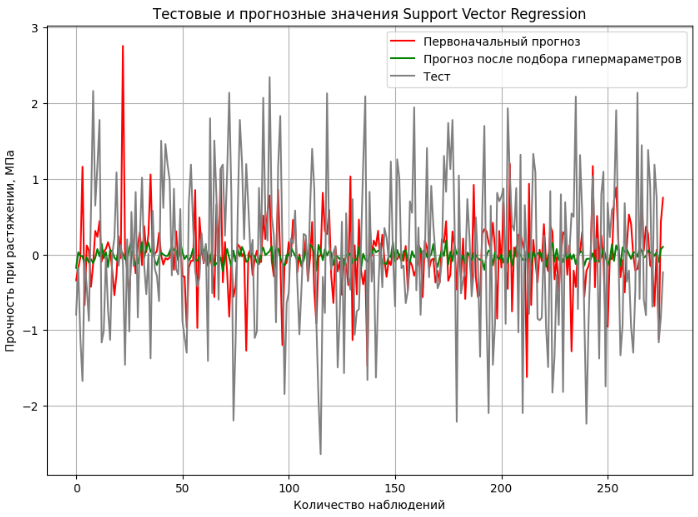 Тестовые и прогнозные значения Support Vector Regression
Первоначальный прогноз
Прогноз после подбора гипермараметров
Тест
Прочность при растяжении, МПа
3
2
1
0
−1
−2
0
50
100
150
200
250
Количество наблюдений